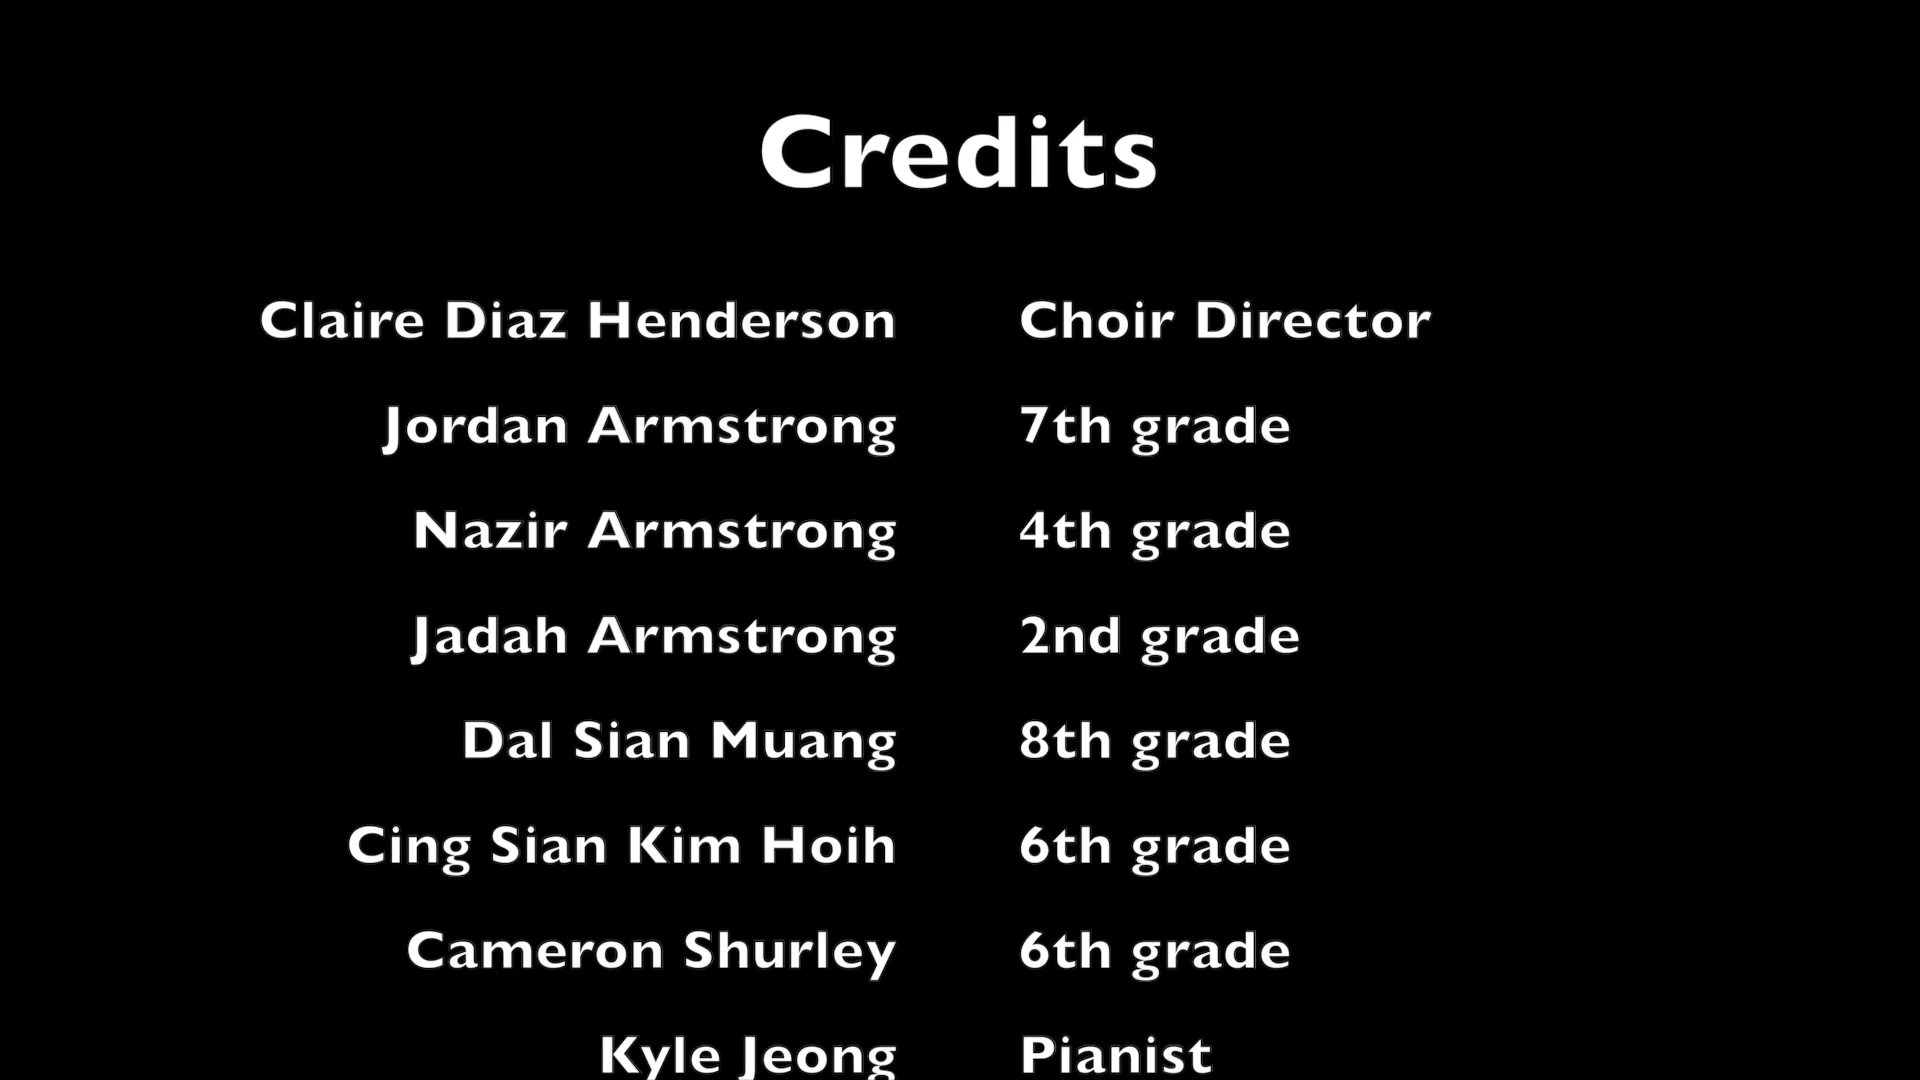 Credits
Claire Diaz Henderson Choir Director
Jordan Armstrong 7th grade
Nazir Armstrong 4th grade
Jadah Armstrong 2nd grade
Dal Sian Muang 8th grade
Cing Sian Kim Hoih 6th grade
Cameron Shurley 6th grade
Kyle Jeong Pianist